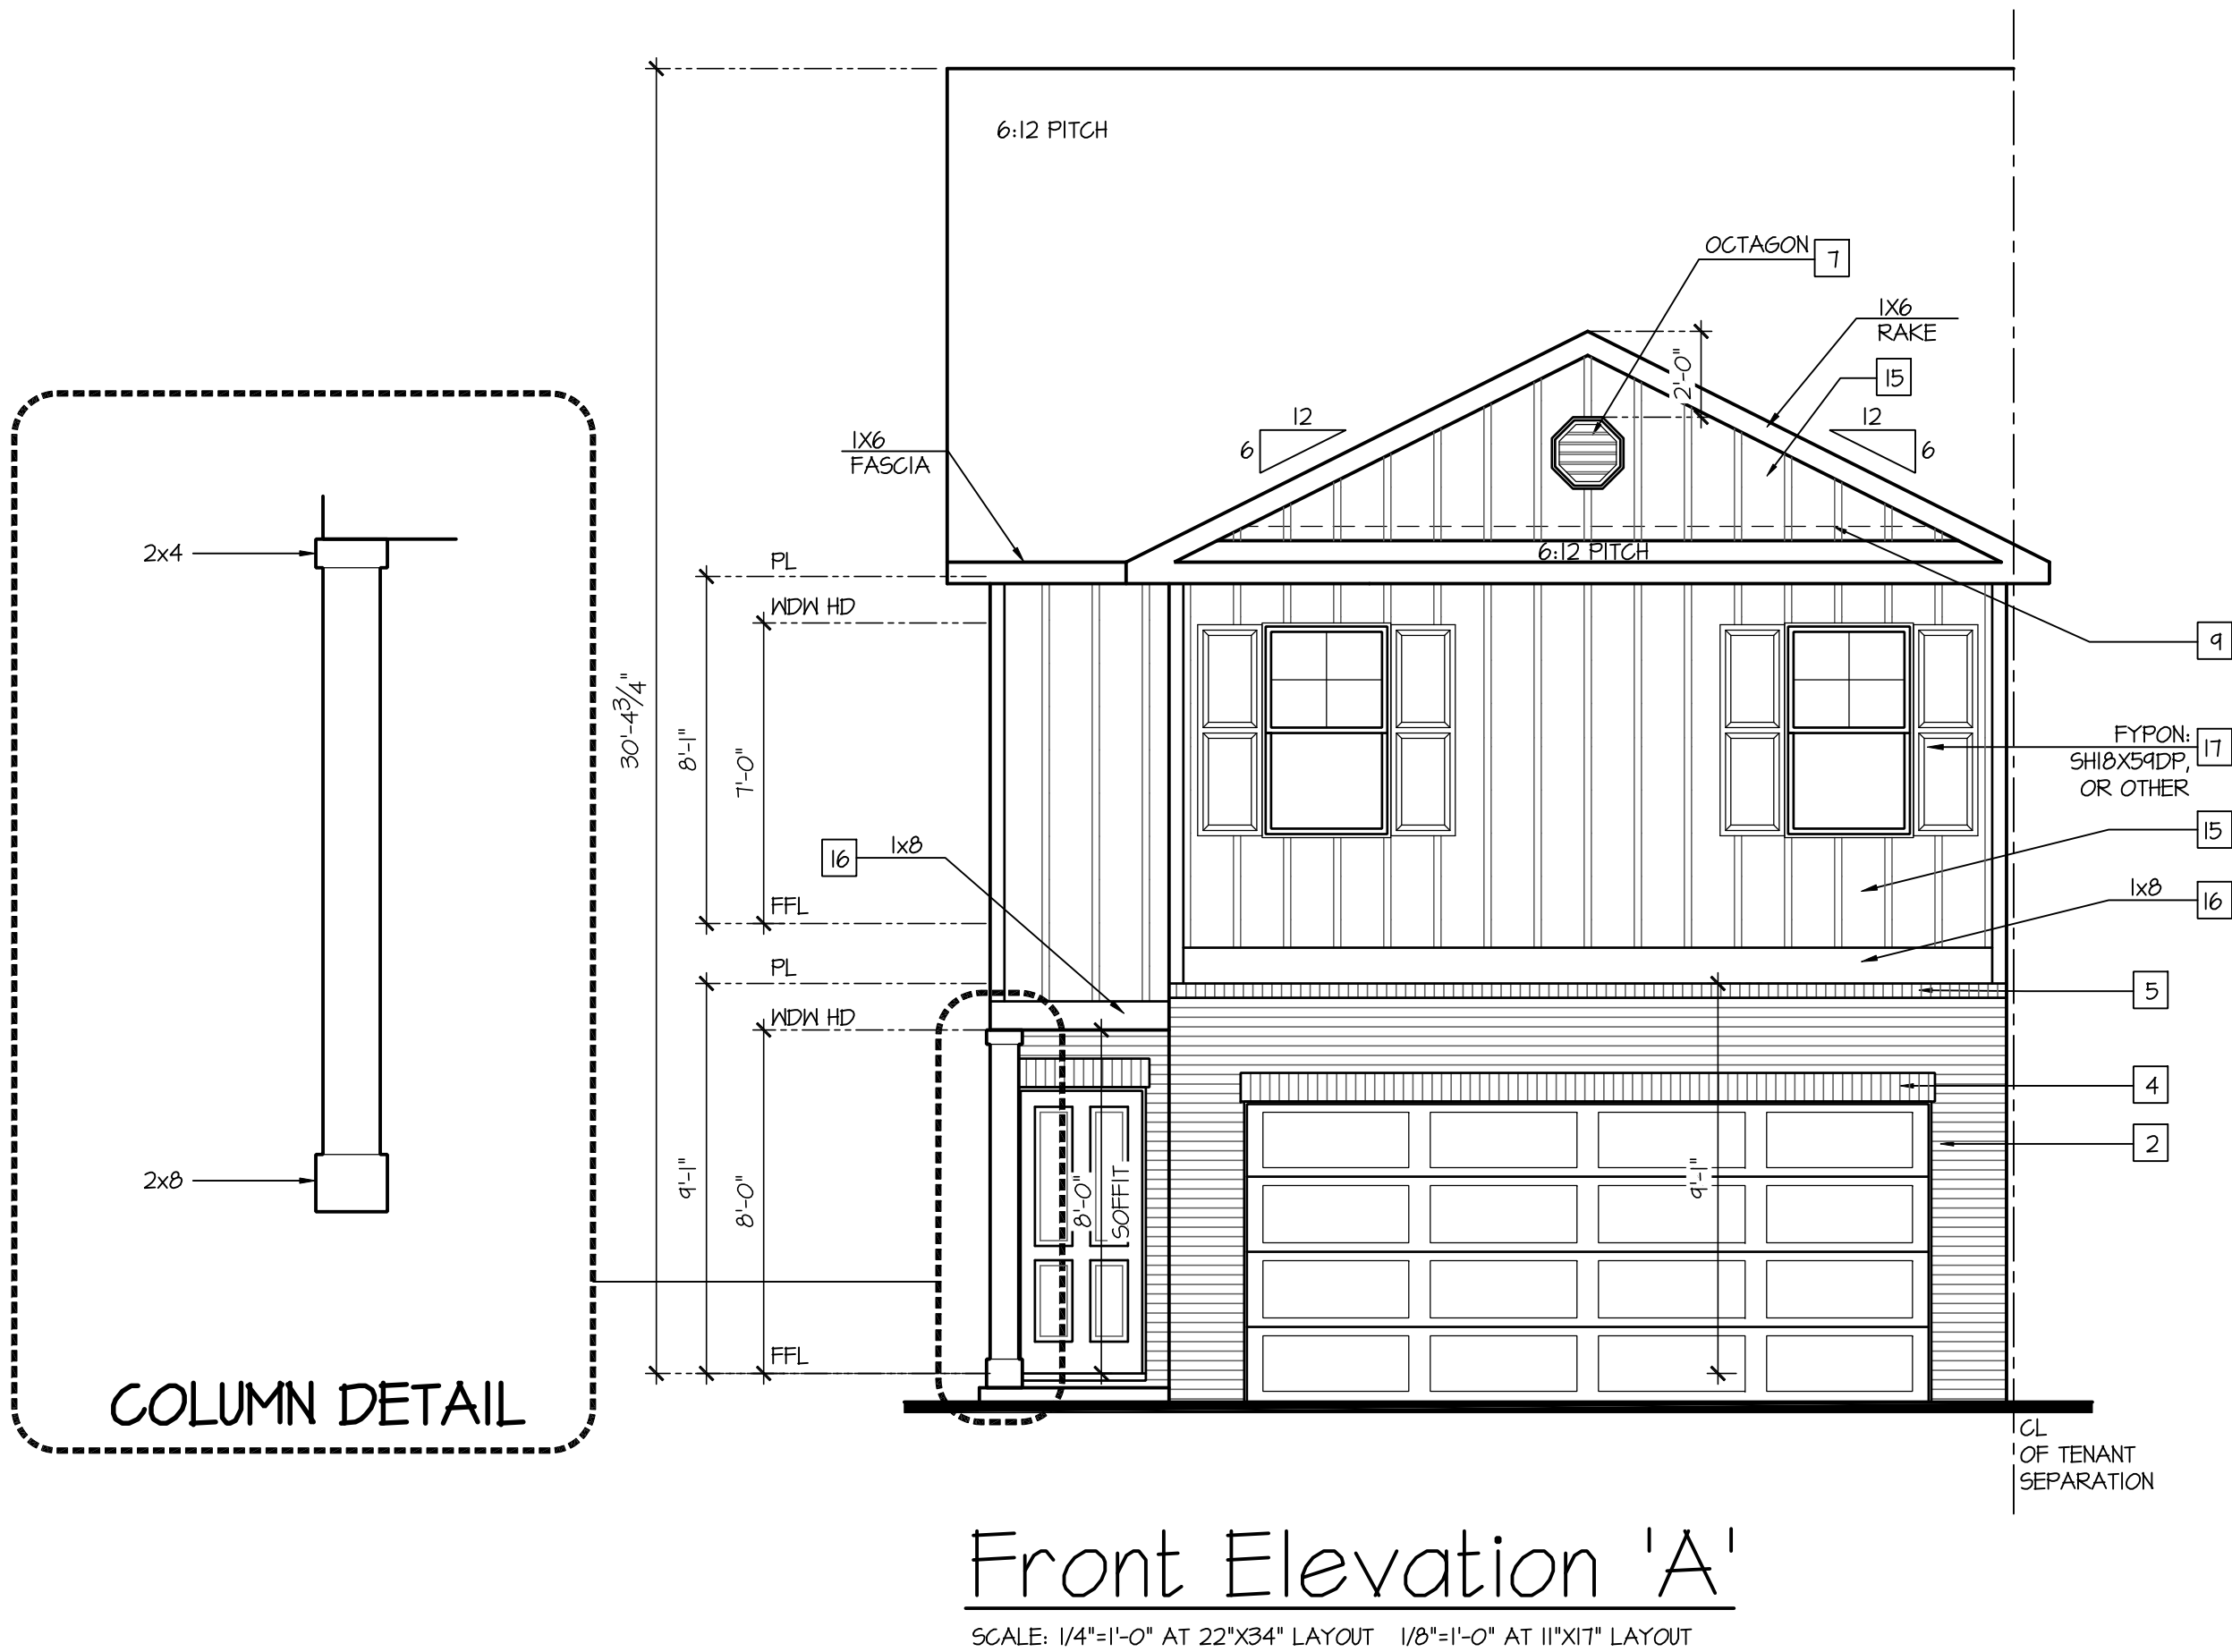 6:12 PITCH
OCTAGON 7
1X6
RAKE
2'-0"
15
12
6
12
6
1X6
FASCIA
2x4
PL
6:12 PITCH
WDW HD
9
30'-4 3/4"
8'-1"
7'-0"
FYPON: 17
SH18X59DP,
OR OTHER
15
16 1x8
1x8 16
FFL
PL
5
WDW HD
4
2
2x8
9'-1"
8'-0"
8'-0"
SOFFIT
9'-1"
FFL
COLUMN DETAIL
CL
OF TENANT
SEPARATION
Front Elevation 'A'
SCALE: 1/4"=1'-0" AT 22"X34" LAYOUT 1/8"=1'-0" AT 11"X17" LAYOUT